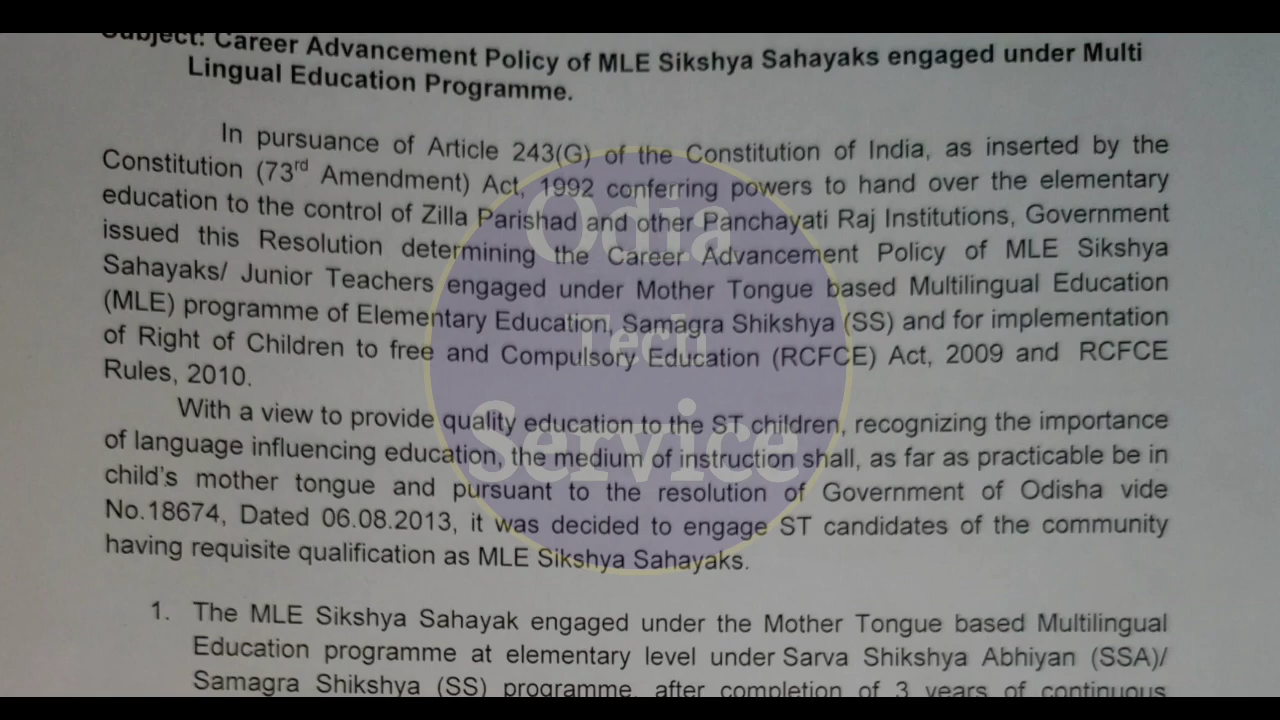 Subject: Career Advancement Policy of MLE Sikshya Sahayaks engaged under Multi
Lingual Education Programme.
In pursuance of Article 243(G) of the Constitution of India, as inserted by the
Constitution (73rd Amendment) Act, 1992 conferring powers to hand over the elementary
education to the control of Zilla Parishad and other Panchayati Raj Institutions, Government
issued this Resolution determining the Career Advancement Policy of MLE Sikshya
Sahayaks/ Junior Teachers engaged under Mother Tongue based Multilingual Education
(MLE) programme of Elementary Education, Samagra Shikshya (SS) and for implementation
of Right of Children to free and Compulsory Education (RCFCE) Act, 2009 and RCFCE
Rules, 2010.
With a view to provide quality education to the ST children, recognizing the importance
of language influencing education, the medium of instruction shall, as far as practicable be in
child's mother tongue and pursuant to the resolution of Government of Odisha vide
No.18674, Dated 06.08.2013, it was decided to engage ST candidates of the community
having requisite qualification as MLE Sikshya Sahayaks.
1. The MLE Sikshya Sahayak engaged under the Mother Tongue based Multilingual
Education programme at elementary level under Sarva Shikshya Abhiyan (SSA)/
Samagra Shikshya (SS) programme, after completion of 3 years of continuous
Odia
Tech
Service